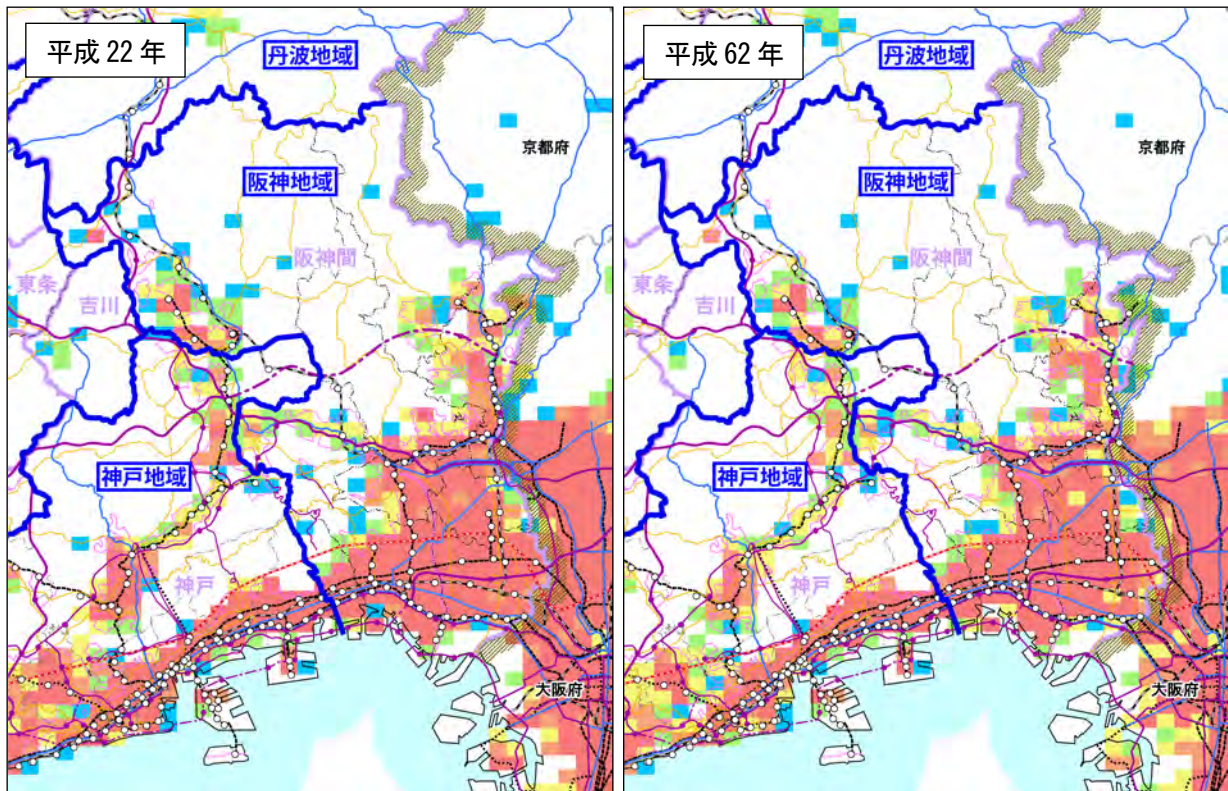 平成 22 年
丹波地域
京都府
阪神地域
阪神間
東条
吉川
神戸地域
神戸
大阪府
平成 62 年
丹波地域
京都府
阪神地域
阪神間
東条
吉川
神戸地域
神戸
大阪府